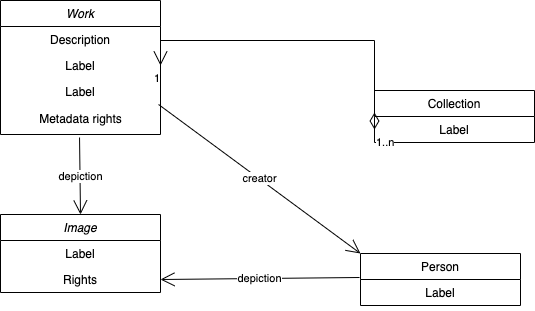 Work
Description
Label
Label
Metadata rights
1
Collection
Label
1..n
depiction
creator
Image
Label
Rights
depiction
Person
Label